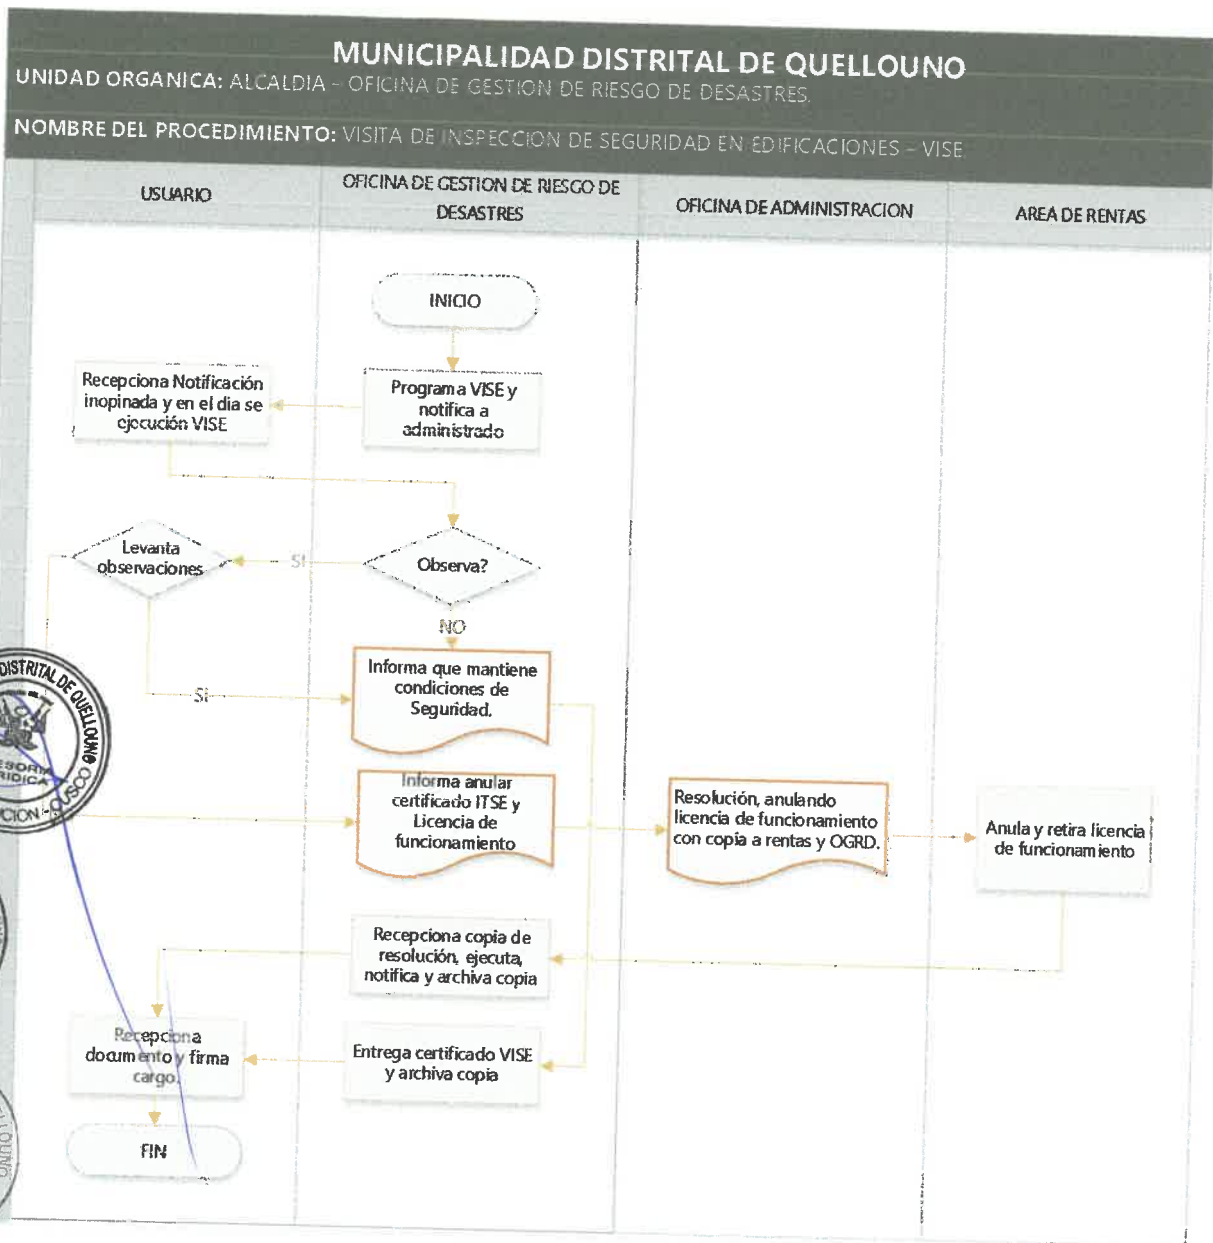 MUNICIPALIDAD DISTRITAL DE QUELLOUNO
UNIDAD ORGANICA: ALCALDIA – OFICINA DE GESTION DE RIESGO DE DESASTRES.
NOMBRE DEL PROCEDIMIENTO: VISITA DE INSPECCION DE SEGURIDAD EN EDIFICACIONES – VISE
USUARIO
OFICINA DE GESTION DE RIESGO DE
DESASTRES
OFICINA DE ADMINISTRACION
AREA DE RENTAS
INICIO
Recepciona Notificación
inopinada y en el dia se
ejecución VISE
Programa VISE y
notifica a
administrado
Levanta
observaciones
SI
Observa?
NO
Informa que mantiene
condiciones de
Seguridad.
SI
DISTRITAL DE QUELLOUNO
CUSCO
Informa anular
certificado ITSE y
Licencia de
funcionamiento
Resolución, anulando
licencia de funcionamiento
con copia a rentas y OGRD.
Anula y retira licencia
de funcionamiento
Recepciona copia de
resolución, ejecuta,
notifica y archiva copia
Recepciona
documento y firma
cargo.
Entrega certificado VISE
y archiva copia
FIN